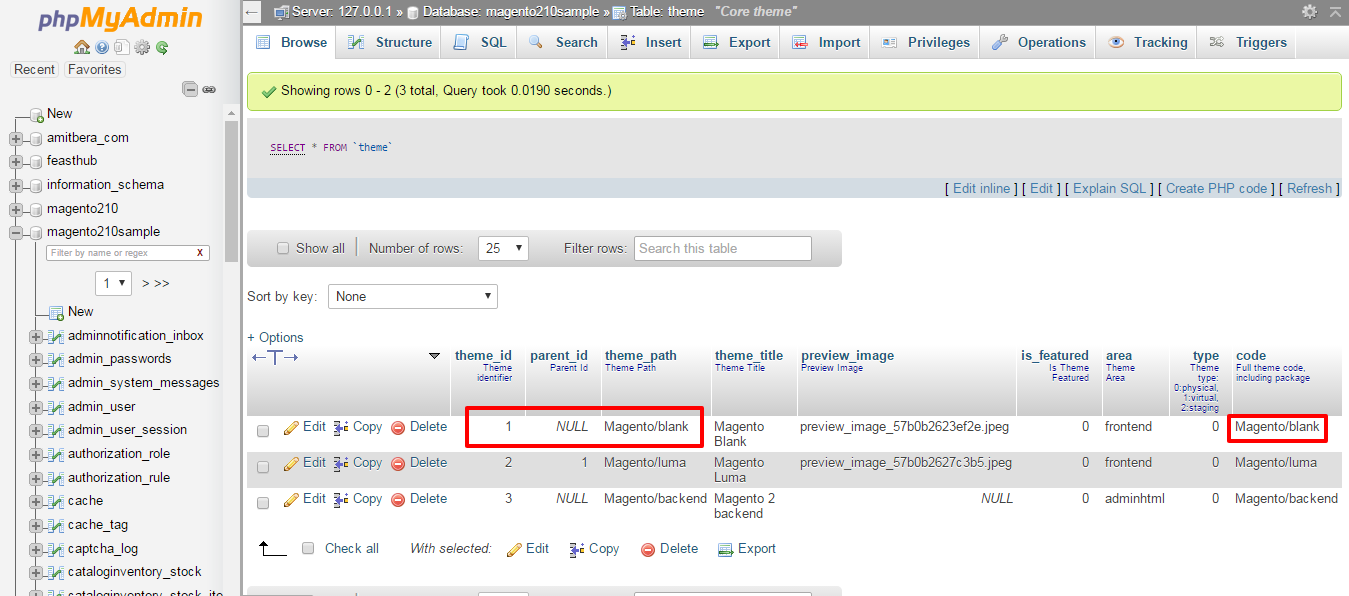 phpMyAdmin
Recent Favorites
New
amitbera_com
feasthub
information_schema
magento210
magento210sample
Filter by name or regex X
1 > >>
New
adminnotification_inbox
admin_passwords
admin_system_messages
admin_user
admin_user_session
authorization_role
authorization_rule
cache
cache_tag
captcha_log
cataloginventory_stock
cataloginventory_stock_ite
Server: 127.0.0.1 » Database: magento210sample » Table: theme "Core theme"
Browse Structure SQL Search Insert Export Import Privileges Operations Tracking Triggers
Showing rows 0 - 2 (3 total, Query took 0.0190 seconds.)
SELECT * FROM `theme`
[ Edit inline ] [ Edit ] [ Explain SQL ] [ Create PHP code ] [ Refresh ]
Show all Number of rows: 25 Filter rows: Search this table
Sort by key: None
+ Options
←T→ theme_id parent_id theme_path theme_title preview_image is_featured area type code
Theme Parent Id Theme Path Theme Title Preview Image Is Theme Theme Theme Full theme code,
identifier Featured Area type: including package
0:physical,
1:virtual,
2:staging
Edit Copy Delete 1 NULL Magento/blank Magento preview_image_57b0b2623ef2e.jpeg 0 frontend 0 Magento/blank
Blank
Edit Copy Delete 2 1 Magento/luma Magento preview_image_57b0b2627c3b5.jpeg 0 frontend 0 Magento/luma
Luma
Edit Copy Delete 3 NULL Magento/backend Magento 2 NULL 0 adminhtml 0 Magento/backend
backend
Check all With selected: Edit Copy Delete Export